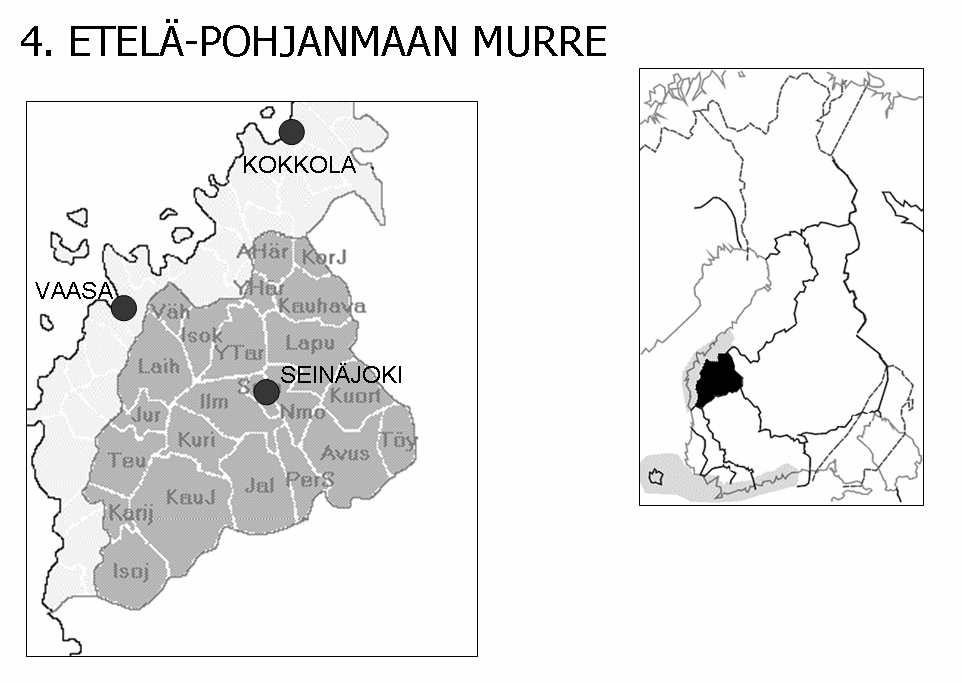 4. ETELÄ-POHJANMAAN MURRE
KOKKOLA
AHär
KorJ
VAASA
YHär
Kauhava
Väh
Isok
YTar
Lapu
Laih
SEINÄJOKI
Ilm
Kuort
Jur
Nmo
Kuri
Töy
Teu
Avus
KauJ
Jal
PerS
Karij
Isoj